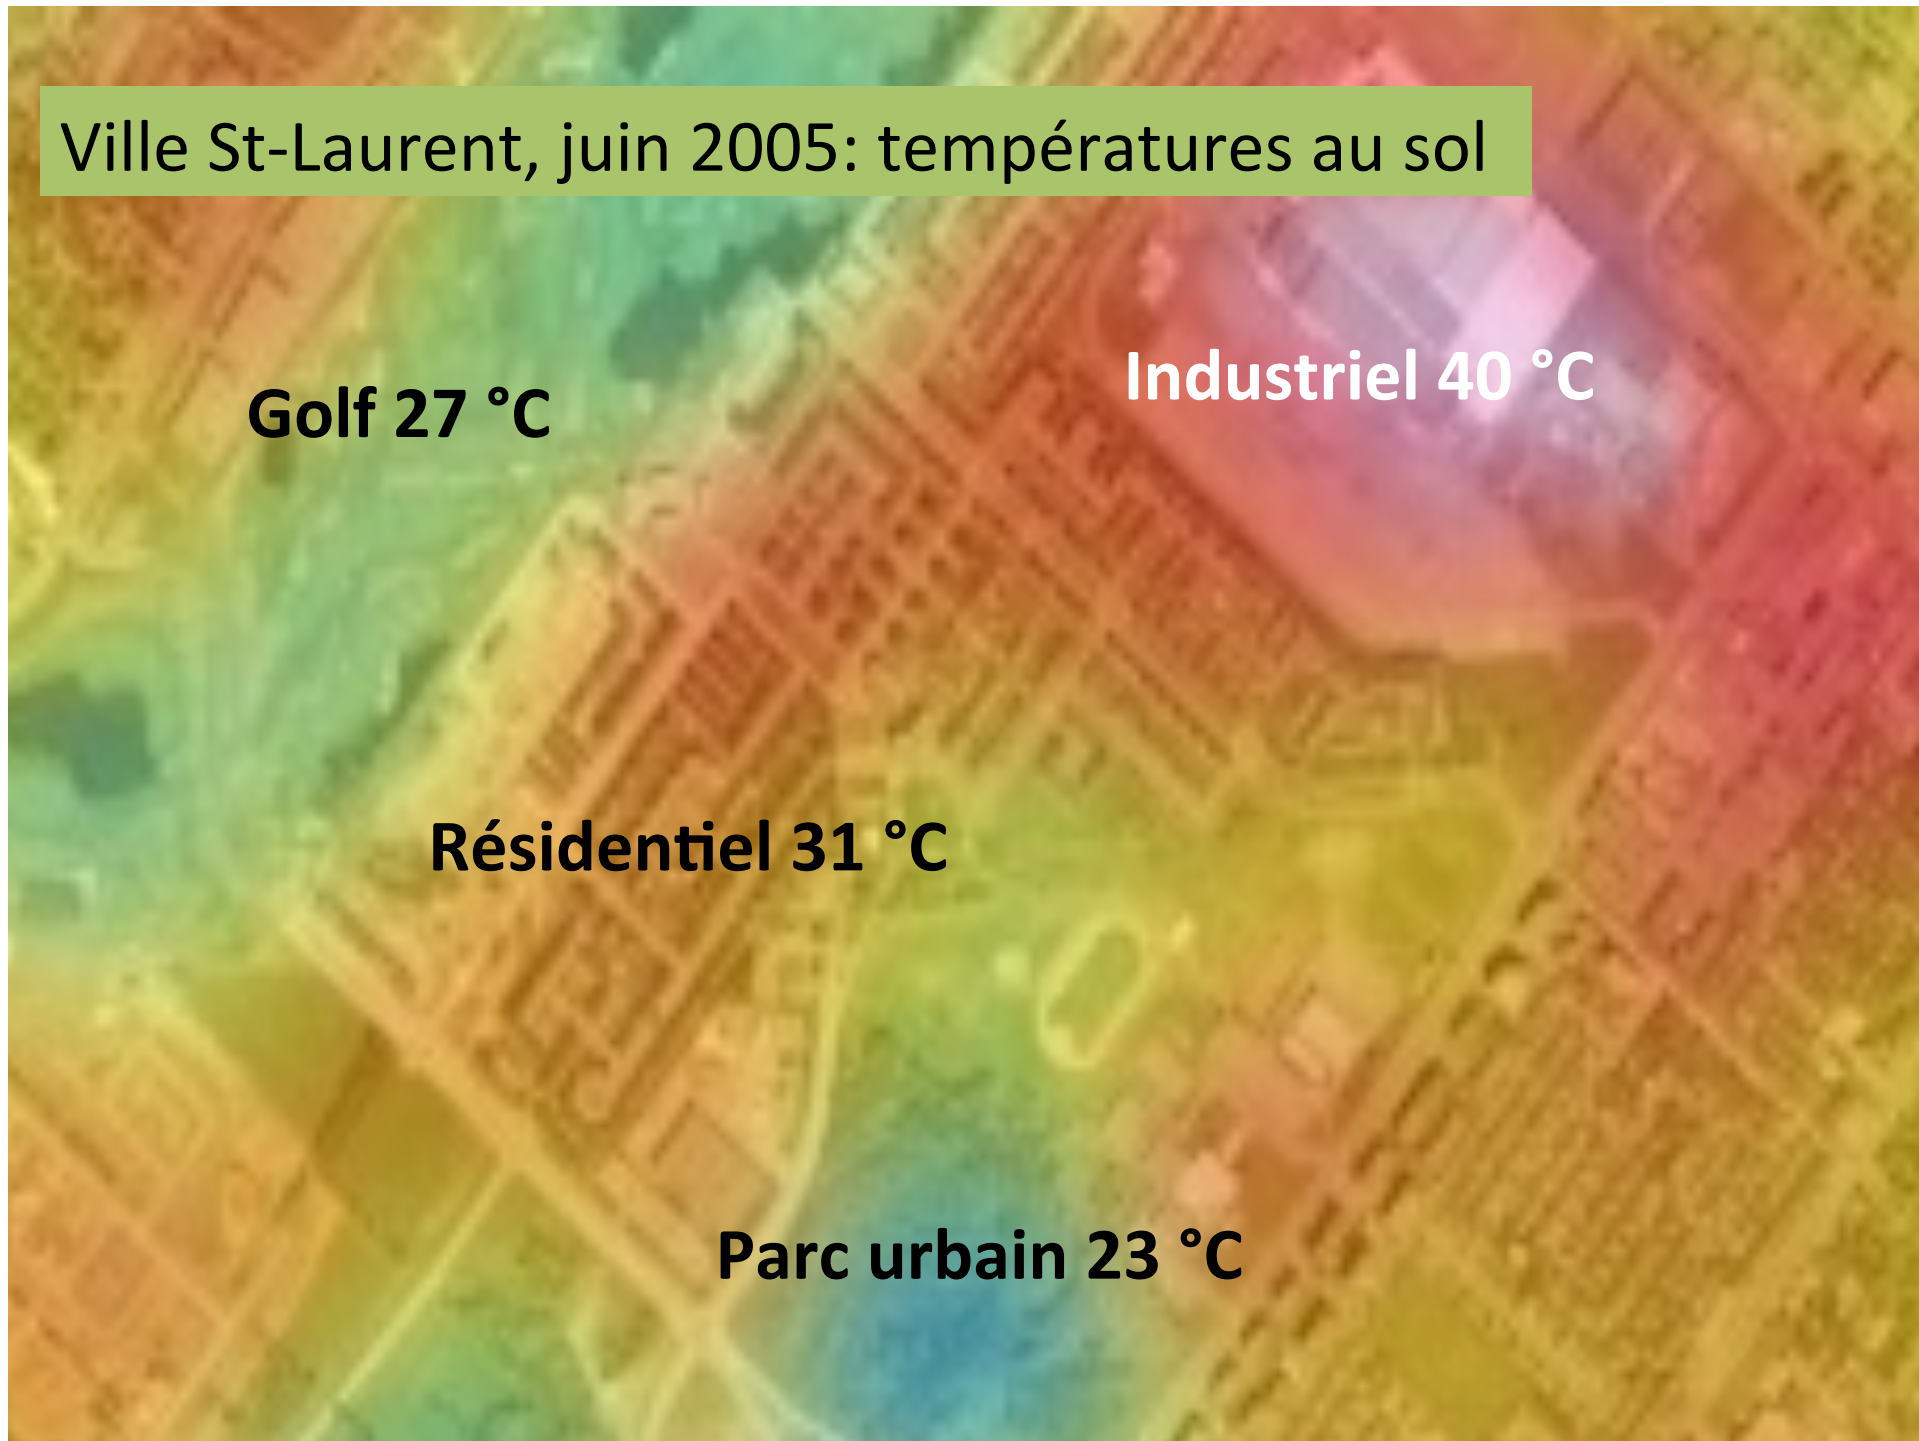 Ville St-Laurent, juin 2005: températures au sol
Industriel 40 °C
Golf 27 °C
Résidentiel 31 °C
Parc urbain 23 °C